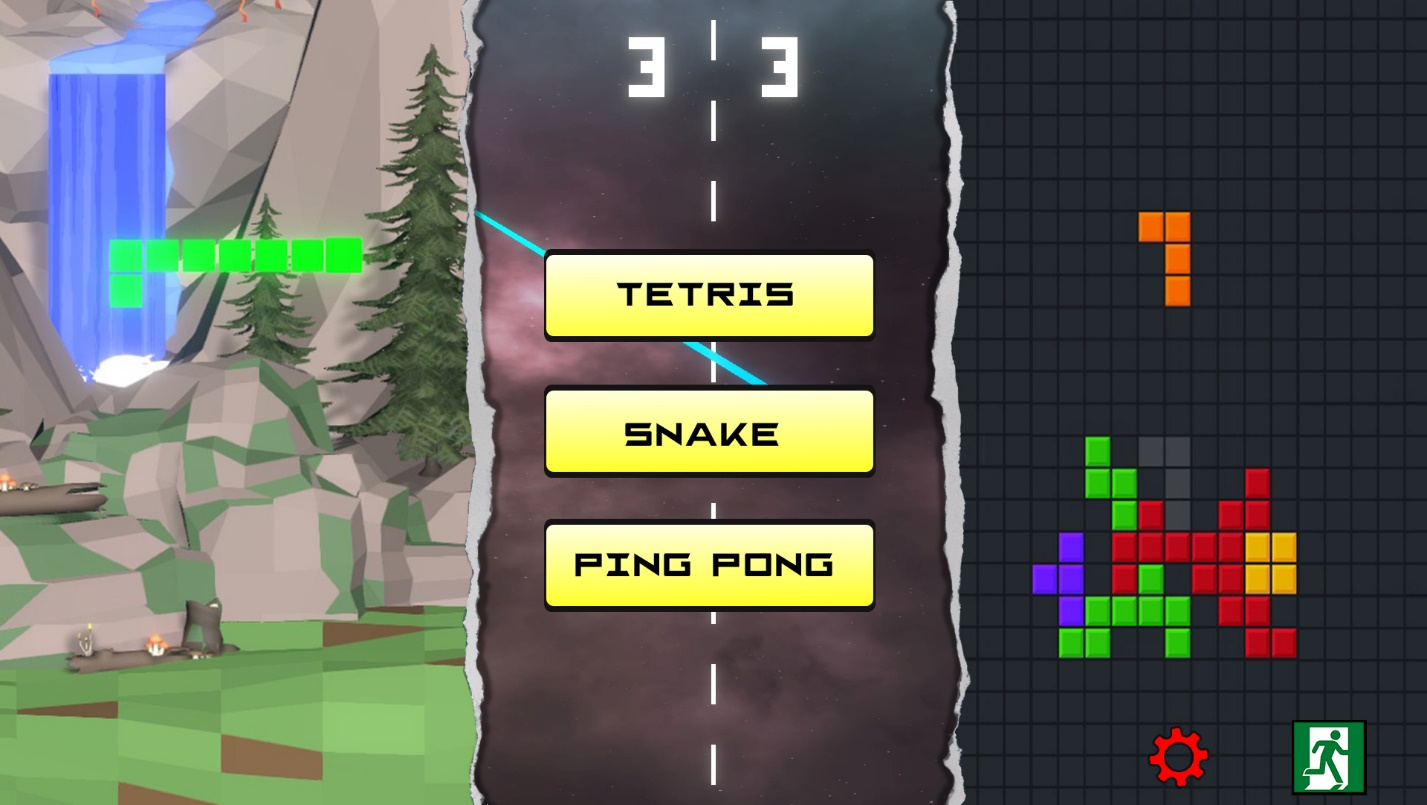 3 3
TETRIS
SNAKE
PING PONG